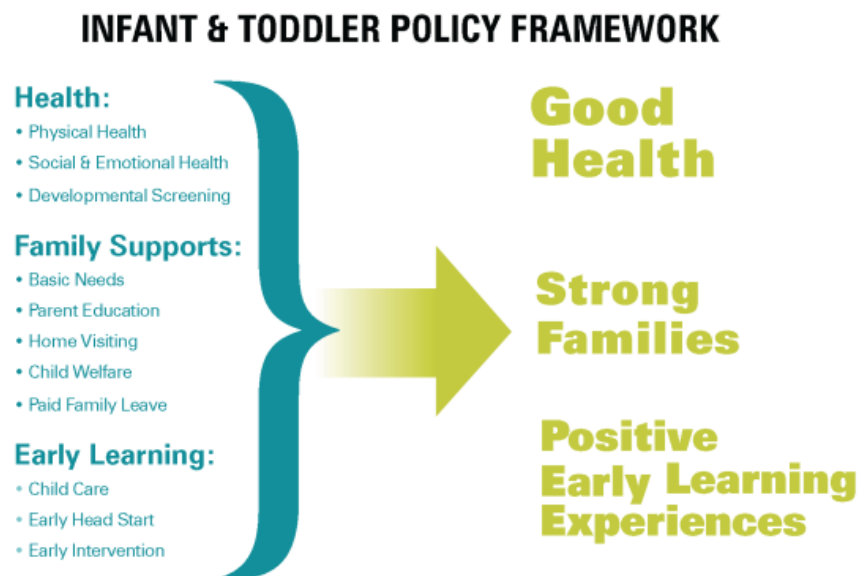 INFANT & TODDLER POLICY FRAMEWORK
Health:
• Physical Health
• Social & Emotional Health
• Developmental Screening
Family Supports:
• Basic Needs
• Parent Education
• Home Visiting
• Child Welfare
• Paid Family Leave
Early Learning:
• Child Care
• Early Head Start
• Early Intervention
Good
Health
Strong
Families
Positive
Early Learning
Experiences